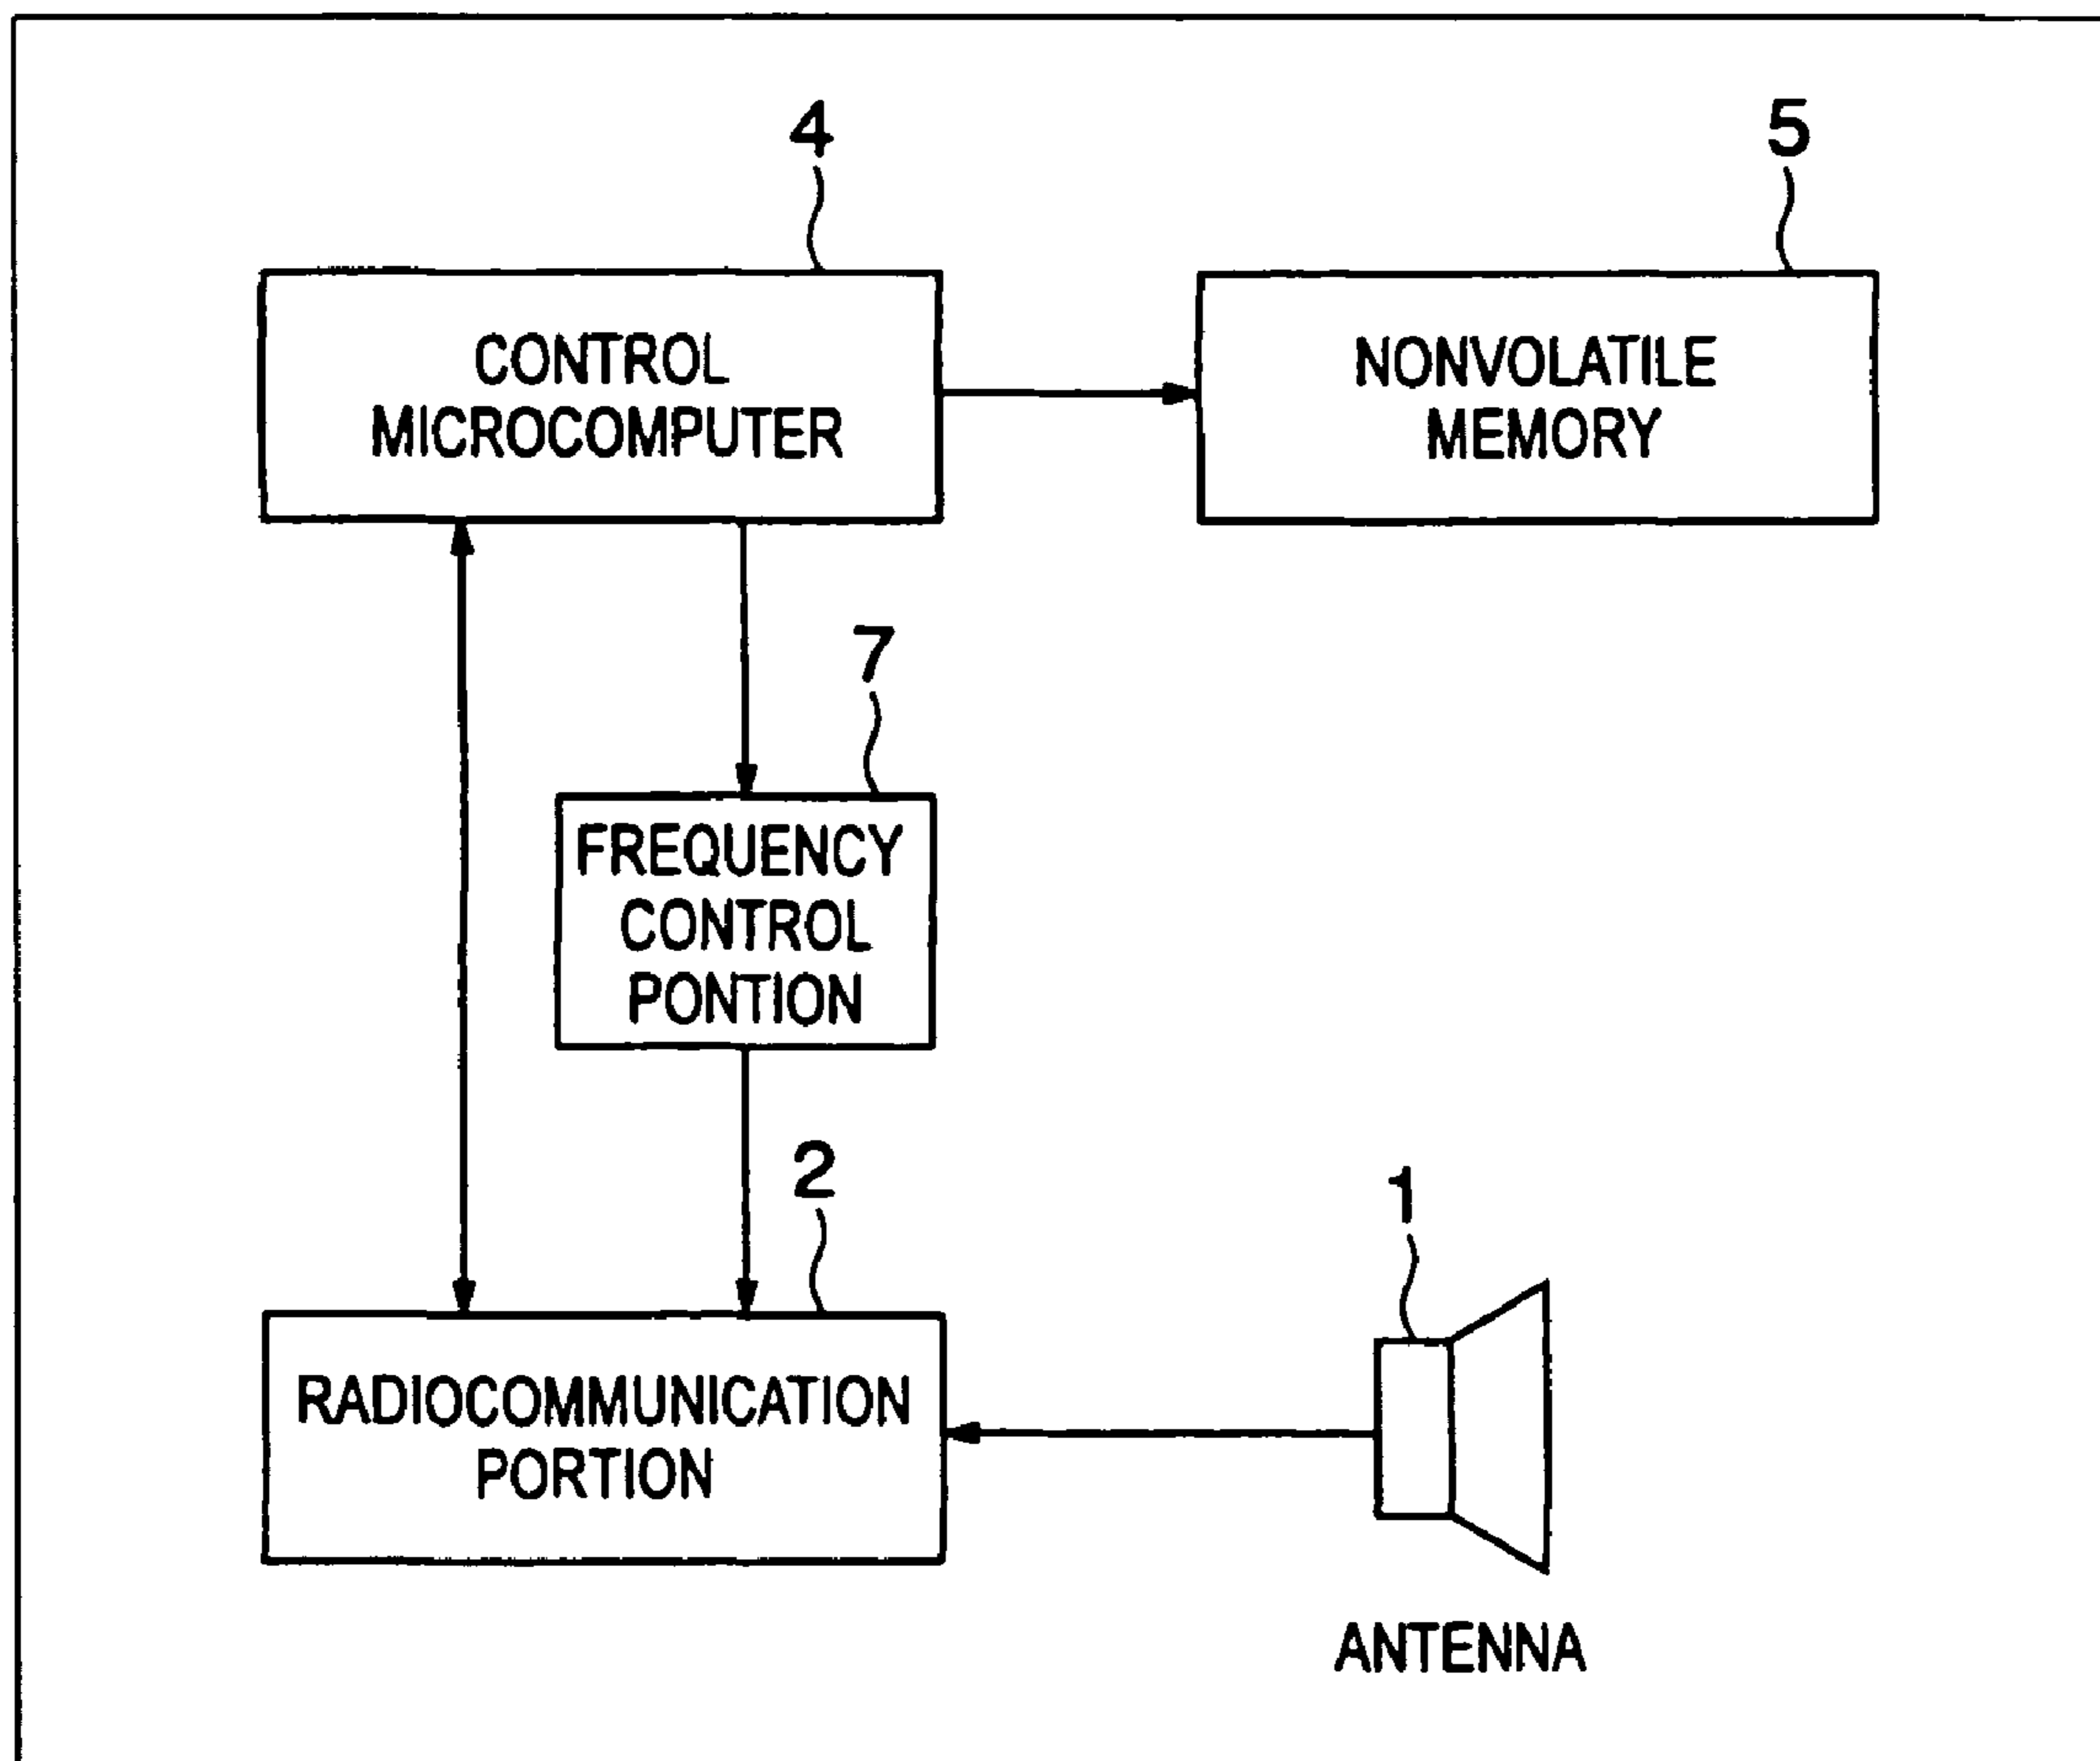 4
5
CONTROL
MICROCOMPUTER
NONVOLATILE
MEMORY
7
FREQUENCY
CONTROL
PONTION
2
1
RADIOCOMMUNICATION
PORTION
ANTENNA